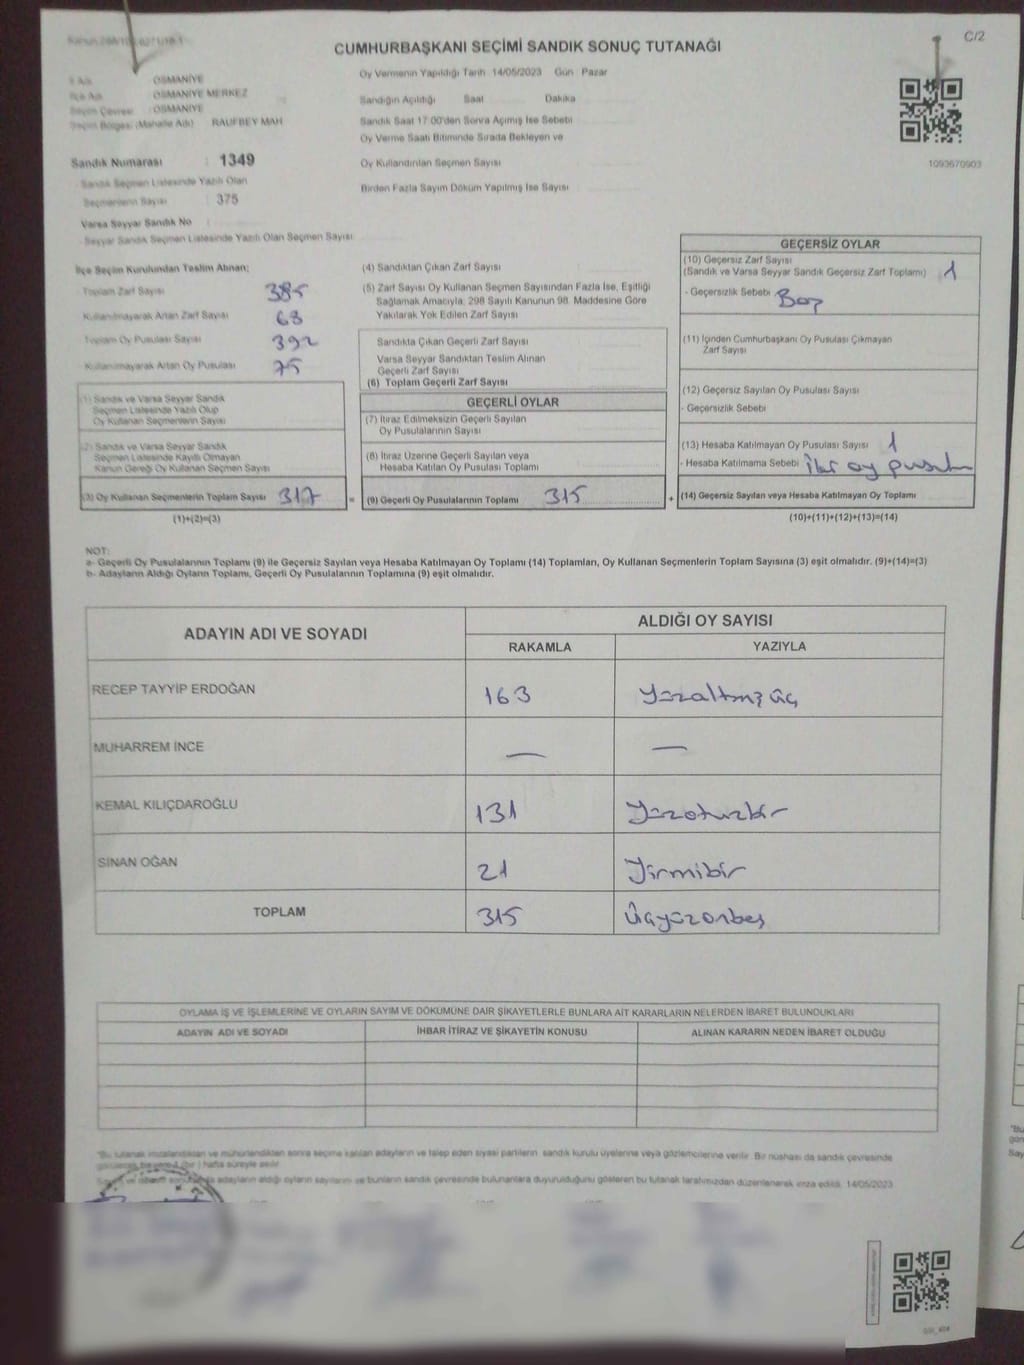 C/2
CUMHURBAŞKANI SEÇİMİ SANDIK SONUÇ TUTANAĞI
Oy Vermenin Yapıldığı Tarih 14/05/2023 Gün Pazar
İl Adı OSMANİYE
İlçe Adı OSMANİYE MERKEZ
Seçim Çevresi : OSMANİYE
Seçim Bölgesi (Mahalle Adı) RAUFBEY MAH
Sandık Numarası : 1349
Sandık Seçmen Listesinde Yazılı Olan
Seçmenlerin Sayısı : 375
Varsa Seyyar Sandık No
Seyyar Sandık Seçmen Listesinde Yazılı Olan Seçmen Sayısı
Sandığın Açıldığı Saat Dakika
Sandık Saat 17:00'den Sonra Açımış İse Sebebi
Oy Verme Saati Bitiminde Sırada Bekleyen ve
Oy Kullandırılan Seçmen Sayısı
Birden Fazla Sayım Döküm Yapılmış İse Sayısı
1093670903
İlçe Seçim Kurulundan Teslim Alınan;
Toplam Zarf Sayısı 385
Kullanılmayarak Artan Zarf Sayısı 68
Toplam Oy Pusulası Sayısı 392
Kullanılmayarak Artan Oy Pusulası 75
(1) Sandık ve Varsa Seyyar Sandık
Seçmen Listesinde Yazılı Olup
Oy Kullanan Seçmenlerin Sayısı
(2) Sandık ve Varsa Seyyar Sandık
Seçmen Listesinde Kayıtlı Olmayan
Kanun Gereği Oy Kullanan Seçmen Sayısı
(3) Oy Kullanan Seçmenlerin Toplam Sayısı 317 =
(1)+(2)=(3)
(4) Sandıktan Çıkan Zarf Sayısı
(5) Zarf Sayısı Oy Kullanan Seçmen Sayısından Fazla İse, Eşitliği
Sağlamak Amacıyla, 298 Sayılı Kanunun 98. Maddesine Göre
Yakılarak Yok Edilen Zarf Sayısı
Sandıkta Çıkan Geçerli Zarf Sayısı
Varsa Seyyar Sandıktan Teslim Alınan
Geçerli Zarf Sayısı
(6) Toplam Geçerli Zarf Sayısı
GEÇERLİ OYLAR
(7) İtiraz Edilmeksizin Geçerli Sayılan
Oy Pusulalarının Sayısı
(8) İtiraz Üzerine Geçerli Sayılan veya
Hesaba Katılan Oy Pusulası Toplamı
(9) Geçerli Oy Pusulalarının Toplamı 315 +
GEÇERSİZ OYLAR
(10) Geçersiz Zarf Sayısı
(Sandık ve Varsa Seyyar Sandık Geçersiz Zarf Toplamı) 1
- Geçersizlik Sebebi Boş
(11) İçinden Cumhurbaşkanı Oy Pusulası Çıkmayan
Zarf Sayısı
(12) Geçersiz Sayılan Oy Pusulası Sayısı
- Geçersizlik Sebebi
(13) Hesaba Katılmayan Oy Pusulası Sayısı 1
- Hesaba Katılmama Sebebi iki oy
(14) Geçersiz Sayılan veya Hesaba Katılmayan Oy Toplamı
(10)+(11)+(12)+(13)=(14)
NOT:
a- Geçerli Oy Pusulalarının Toplamı (9) ile Geçersiz Sayılan veya Hesaba Katılmayan Oy Toplamı (14) Toplamları, Oy Kullanan Seçmenlerin Toplam Sayısına (3) eşit olmalıdır. (9)+(14)=(3)
b- Adayların Aldığı Oyların Toplamı, Geçerli Oy Pusulalarının Toplamına (9) eşit olmalıdır.
ADAYIN ADI VE SOYADI ALDIĞI OY SAYISI
RAKAMLA YAZIYLA
RECEP TAYYİP ERDOĞAN 163 Yüzaltmışüç
MUHARREM İNCE — —
KEMAL KILIÇDAROĞLU 131 Yüzotuzbir
SİNAN OĞAN 21 Yirmibir
TOPLAM 315 Üçyüzonbeş
OYLAMA İŞ VE İŞLEMLERİNE VE OYLARIN SAYIM VE DÖKÜMÜNE DAİR ŞİKAYETLERLE BUNLARA AİT KARARLARIN NELERDEN İBARET BULUNDUKLARI
ADAYIN ADI VE SOYADI İHBAR İTİRAZ VE ŞİKAYETİN KONUSU ALINAN KARARIN NEDEN İBARET OLDUĞU
"Bu tutanak imzalandıktan ve mühürlendikten sonra seçime katılan adayların ve talep eden siyasi partilerin sandık kurulu üyelerine veya gözlemcilerine verilir. Bir nüshası da sandık çevresinde
hafta süreyle asılır
adayların aldığı oyların sayılarını ve bunların sandık çevresinde bulunanlara duyurulduğunu gösteren bu tutanak tarafımızdan düzenlenerek imza edildi. 14/05/2023